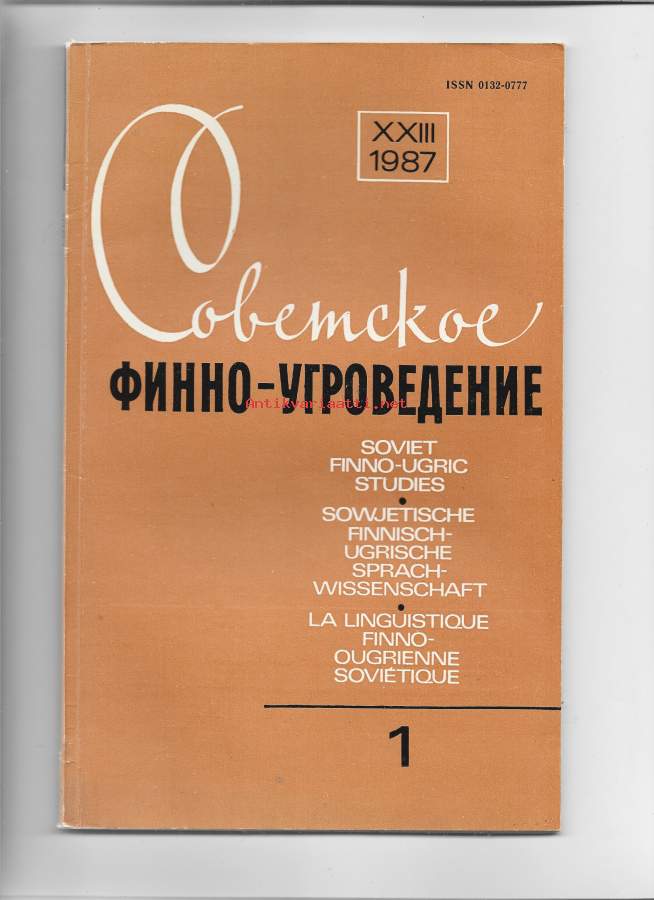 ISSN 0132-0777
XXIII
1987
Советское
ФИННО-УГРОВЕДЕНИЕ
Antikvariaatti.net
SOVIET
FINNO-UGRIC
STUDIES
•
SOWJETISCHE
FINNISCH-
UGRISCHE
SPRACH-
WISSENSCHAFT
•
LA LINGUISTIQUE
FINNO-
OUGRIENNE
SOVIÉTIQUE
1